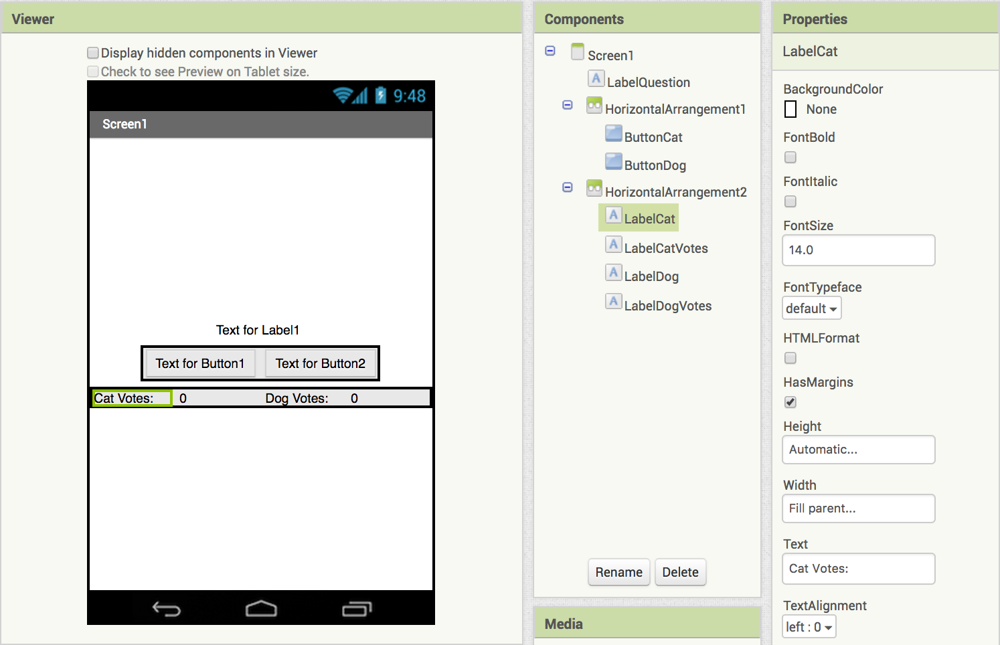 Viewer
Display hidden components in Viewer
Check to see Preview on Tablet size.
9:48
Screen1
Text for Label1
Text for Button1 Text for Button2
Cat Votes: 0 Dog Votes: 0
Components
Screen1
A LabelQuestion
HorizontalArrangement1
ButtonCat
ButtonDog
HorizontalArrangement2
A LabelCat
A LabelCatVotes
A LabelDog
A LabelDogVotes
Rename Delete
Media
Properties
LabelCat
BackgroundColor
None
FontBold
FontItalic
FontSize
14.0
FontTypeface
default
HTMLFormat
HasMargins
Height
Automatic...
Width
Fill parent...
Text
Cat Votes:
TextAlignment
left : 0